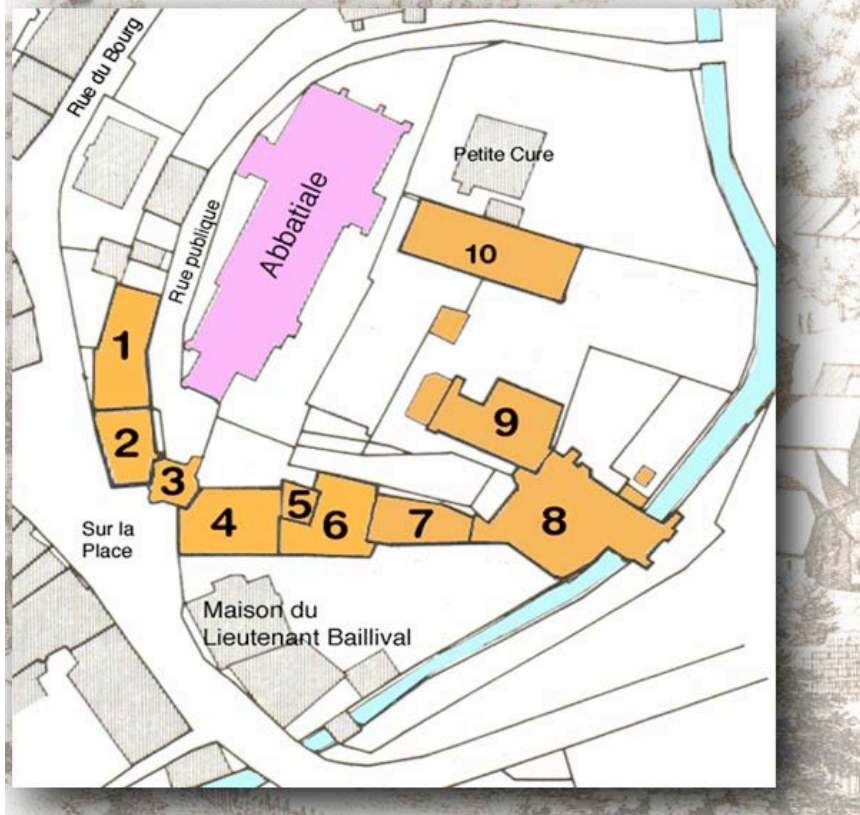 Rue du Bourg
Petite Cure
Rue publique
Abbatiale
10
1
9
2
3
5
4
6
7
8
Sur la
Place
Maison du
Lieutenant Baillival